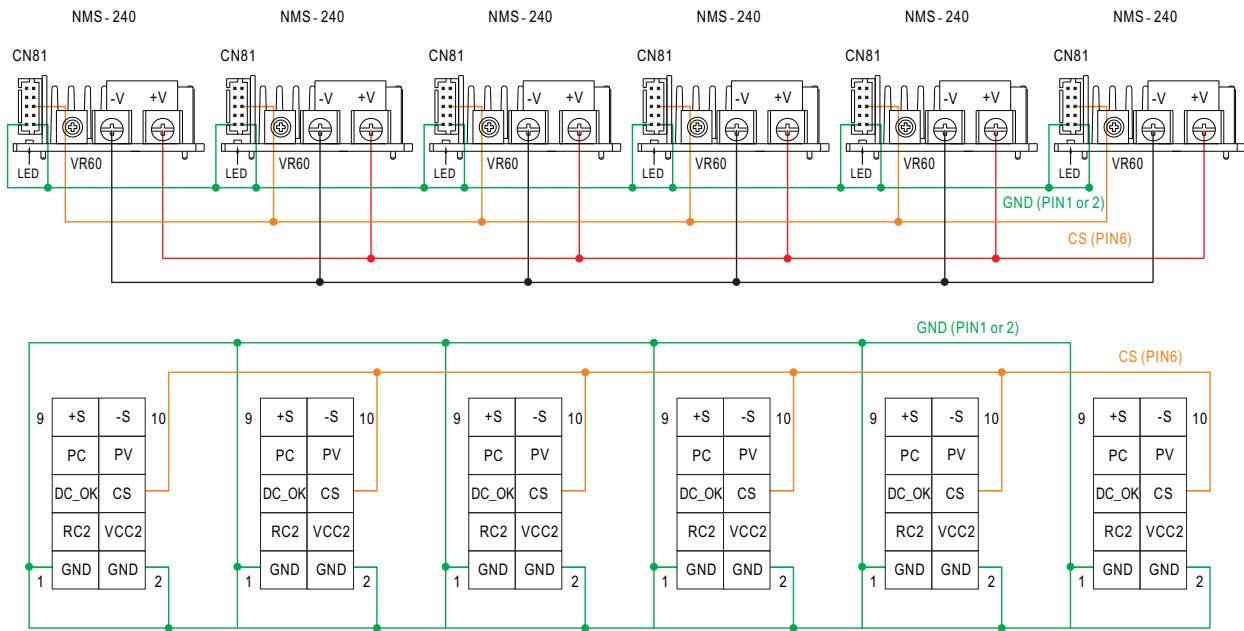 NMS-240 NMS-240 NMS-240 NMS-240 NMS-240 NMS-240
CN81 CN81 CN81 CN81 CN81 CN81
-V +V -V +V -V +V -V +V -V +V -V +V
VR60 VR60 VR60 VR60 VR60 VR60
LED LED LED LED LED LED
GND (PIN1 or 2)
CS (PIN6)
GND (PIN1 or 2)
CS (PIN6)
9 +S -S 10 9 +S -S 10 9 +S -S 10 9 +S -S 10 9 +S -S 10 9 +S -S 10
PC PV PC PV PC PV PC PV PC PV PC PV
DC_OK CS DC_OK CS DC_OK CS DC_OK CS DC_OK CS DC_OK CS
RC2 VCC2 RC2 VCC2 RC2 VCC2 RC2 VCC2 RC2 VCC2 RC2 VCC2
1 GND GND 2 1 GND GND 2 1 GND GND 2 1 GND GND 2 1 GND GND 2 1 GND GND 2